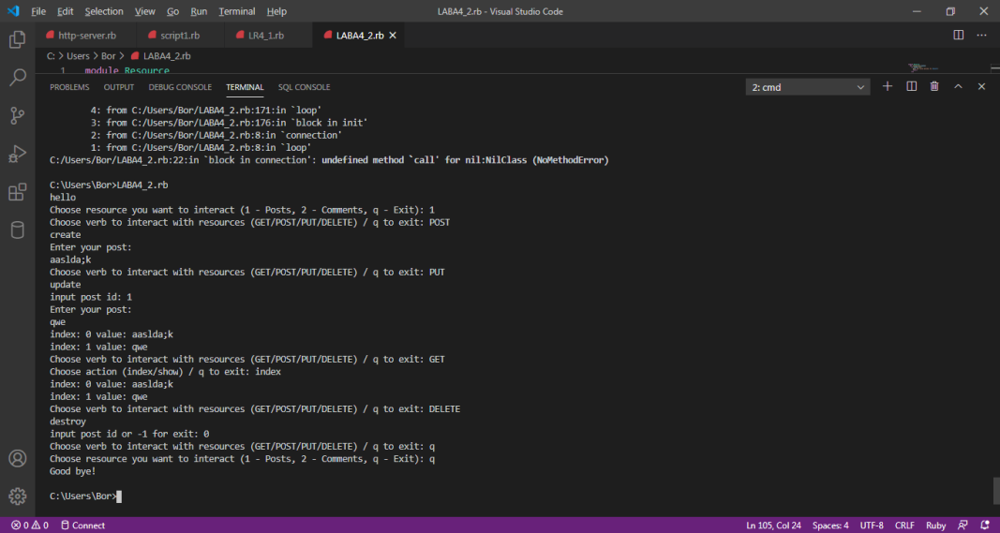 File Edit Selection View Go Run Terminal Help LABA4_2.rb - Visual Studio Code
http-server.rb script1.rb LR4_1.rb LABA4_2.rb
C: > Users > Bor > LABA4_2.rb
1 module Resource
PROBLEMS OUTPUT DEBUG CONSOLE TERMINAL SQL CONSOLE 2: cmd
4: from C:/Users/Bor/LABA4_2.rb:171:in `loop'
3: from C:/Users/Bor/LABA4_2.rb:176:in `block in init'
2: from C:/Users/Bor/LABA4_2.rb:8:in `connection'
1: from C:/Users/Bor/LABA4_2.rb:8:in `loop'
C:/Users/Bor/LABA4_2.rb:22:in `block in connection': undefined method `call' for nil:NilClass (NoMethodError)
C:\Users\Bor>LABA4_2.rb
hello
Choose resource you want to interact (1 - Posts, 2 - Comments, q - Exit): 1
Choose verb to interact with resources (GET/POST/PUT/DELETE) / q to exit: POST
create
Enter your post:
aaslda;k
Choose verb to interact with resources (GET/POST/PUT/DELETE) / q to exit: PUT
update
input post id: 1
Enter your post:
qwe
index: 0 value: aaslda;k
index: 1 value: qwe
Choose verb to interact with resources (GET/POST/PUT/DELETE) / q to exit: GET
Choose action (index/show) / q to exit: index
index: 0 value: aaslda;k
index: 1 value: qwe
Choose verb to interact with resources (GET/POST/PUT/DELETE) / q to exit: DELETE
destroy
input post id or -1 for exit: 0
Choose verb to interact with resources (GET/POST/PUT/DELETE) / q to exit: q
Choose resource you want to interact (1 - Posts, 2 - Comments, q - Exit): q
Good bye!
C:\Users\Bor>
0 0 Connect Ln 105, Col 24 Spaces: 4 UTF-8 CRLF Ruby